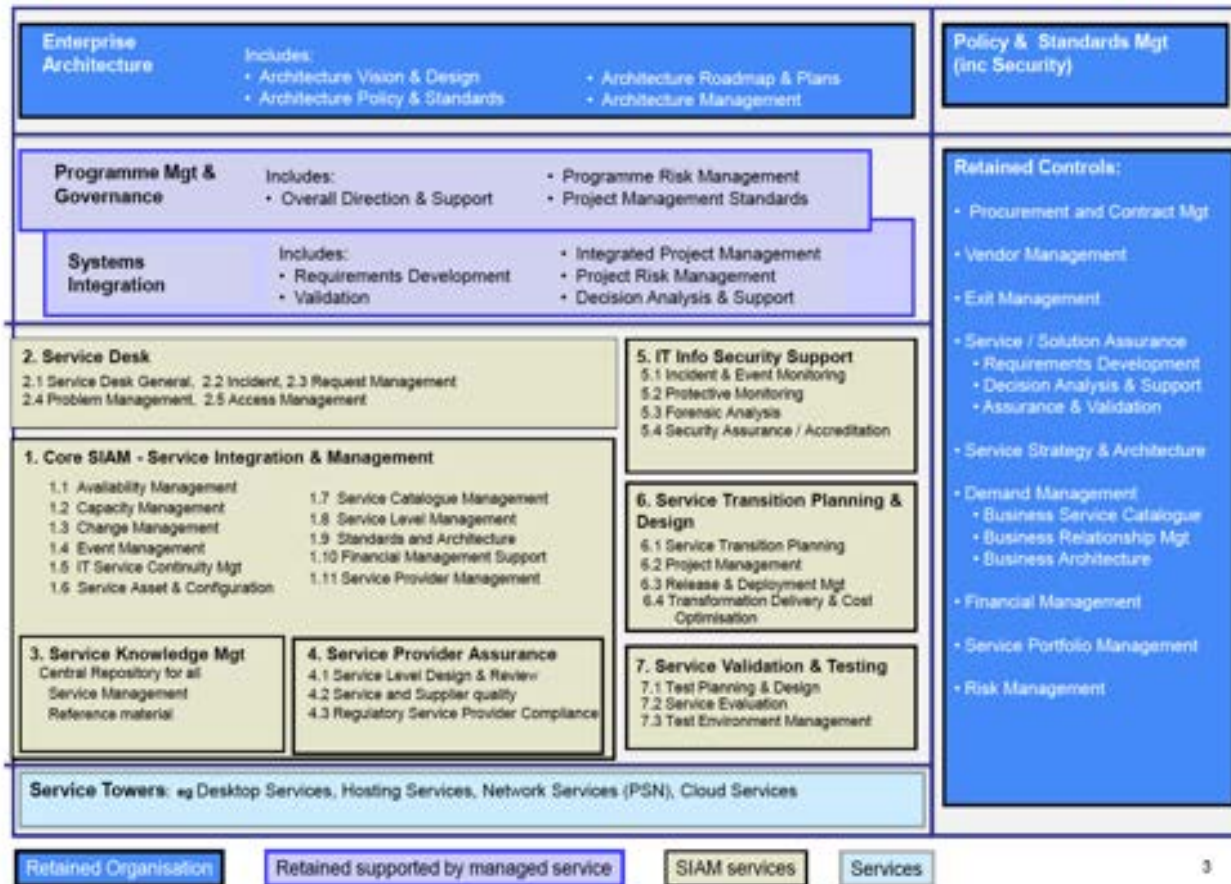 Enterprise
Architecture
Includes:
• Architecture Vision & Design
• Architecture Policy & Standards
• Architecture Roadmap & Plans
• Architecture Management
Policy & Standards Mgt
(inc Security)
Programme Mgt &
Governance
Includes:
• Overall Direction & Support
• Programme Risk Management
• Project Management Standards
Systems
Integration
Includes:
• Requirements Development
• Validation
• Integrated Project Management
• Project Risk Management
• Decision Analysis & Support
2. Service Desk
2.1 Service Desk General, 2.2 Incident, 2.3 Request Management
2.4 Problem Management, 2.5 Access Management
1. Core SIAM - Service Integration & Management
1.1 Availability Management
1.2 Capacity Management
1.3 Change Management
1.4 Event Management
1.5 IT Service Continuity Mgt
1.6 Service Asset & Configuration
1.7 Service Catalogue Management
1.8 Service Level Management
1.9 Standards and Architecture
1.10 Financial Management Support
1.11 Service Provider Management
3. Service Knowledge Mgt
Central Repository for all
Service Management
Reference material
4. Service Provider Assurance
4.1 Service Level Design & Review
4.2 Service and Supplier quality
4.3 Regulatory Service Provider Compliance
5. IT Info Security Support
5.1 Incident & Event Monitoring
5.2 Protective Monitoring
5.3 Forensic Analysis
5.4 Security Assurance / Accreditation
6. Service Transition Planning &
Design
6.1 Service Transition Planning
6.2 Project Management
6.3 Release & Deployment Mgt
6.4 Transformation Delivery & Cost
Optimisation
7. Service Validation & Testing
7.1 Test Planning & Design
7.2 Service Evaluation
7.3 Test Environment Management
Retained Controls:
• Procurement and Contract Mgt
• Vendor Management
• Exit Management
• Service / Solution Assurance
• Requirements Development
• Decision Analysis & Support
• Assurance & Validation
• Service Strategy & Architecture
• Demand Management
• Business Service Catalogue
• Business Relationship Mgt
• Business Architecture
• Financial Management
• Service Portfolio Management
• Risk Management
Service Towers: eg Desktop Services, Hosting Services, Network Services (PSN), Cloud Services
Retained Organisation
Retained supported by managed service
SIAM services
Services
3